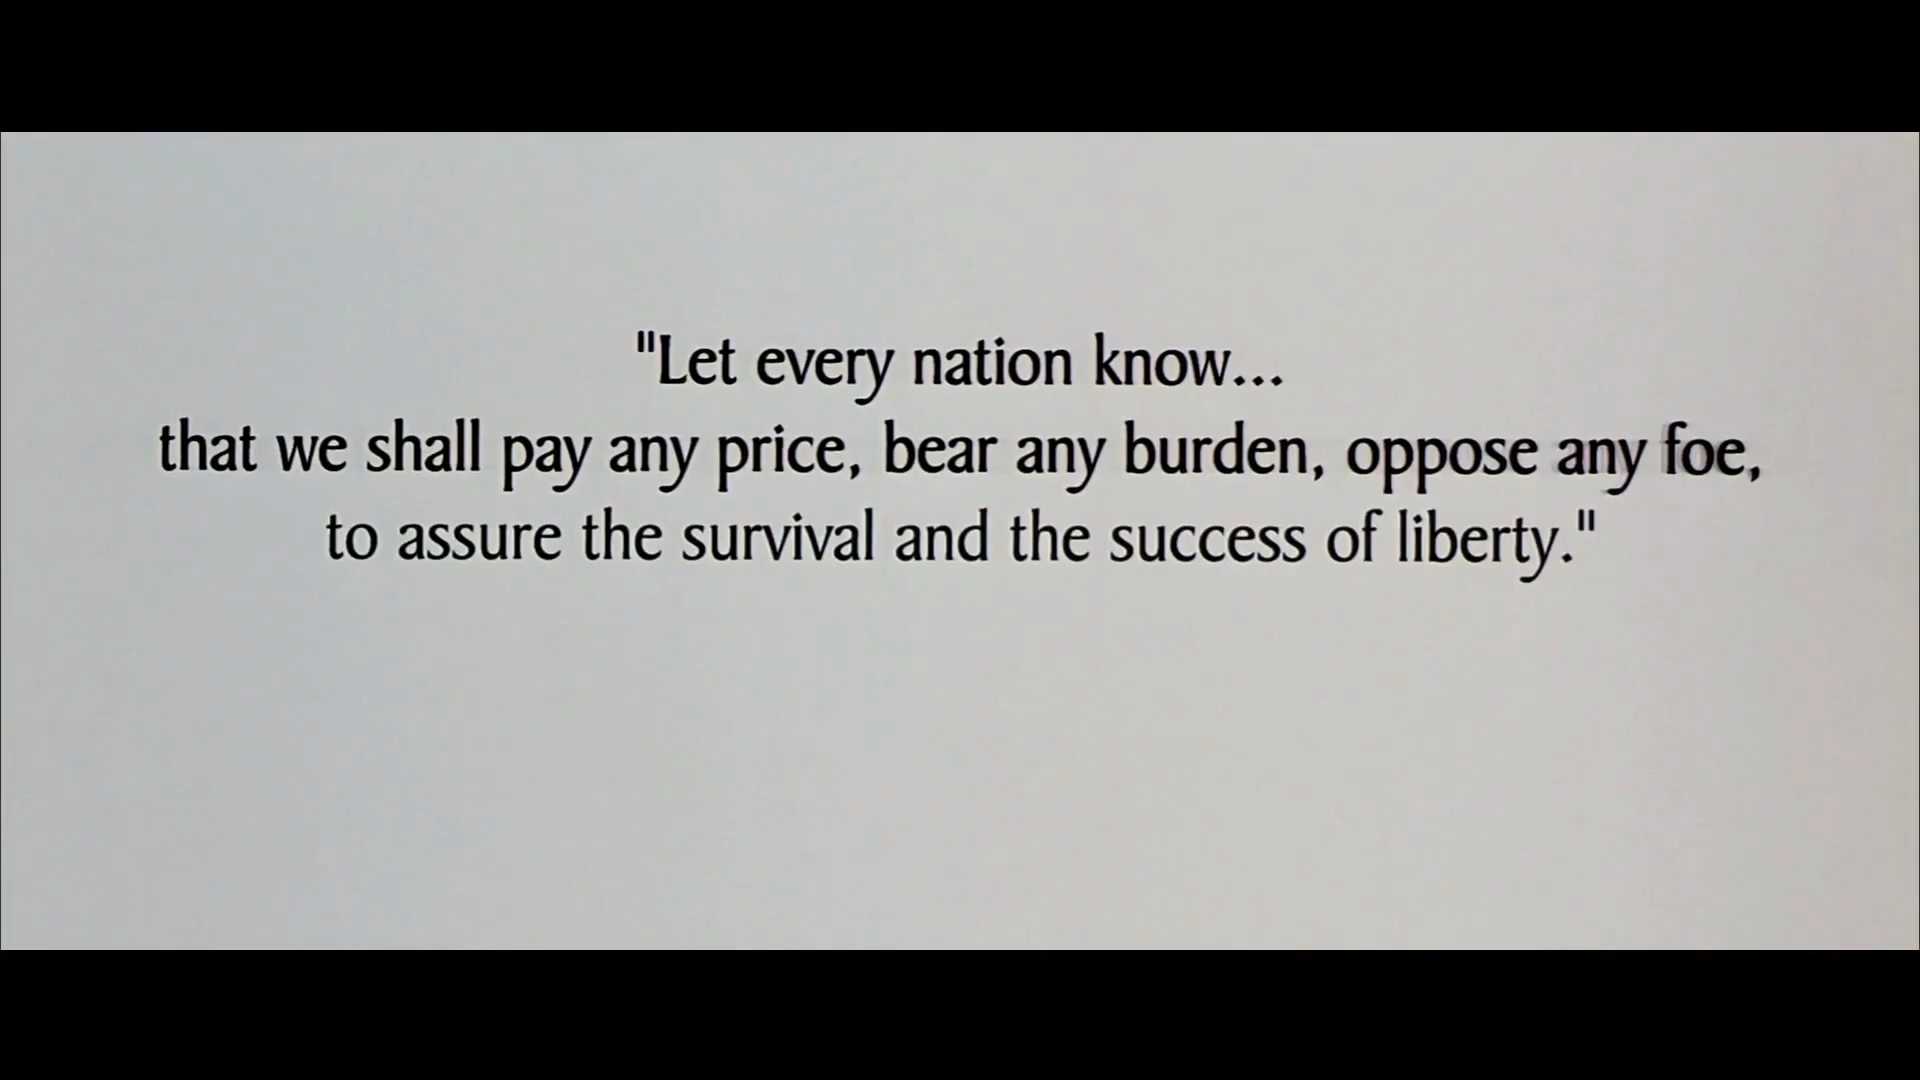 "Let every nation know...
that we shall pay any price, bear any burden, oppose any foe,
to assure the survival and the success of liberty."